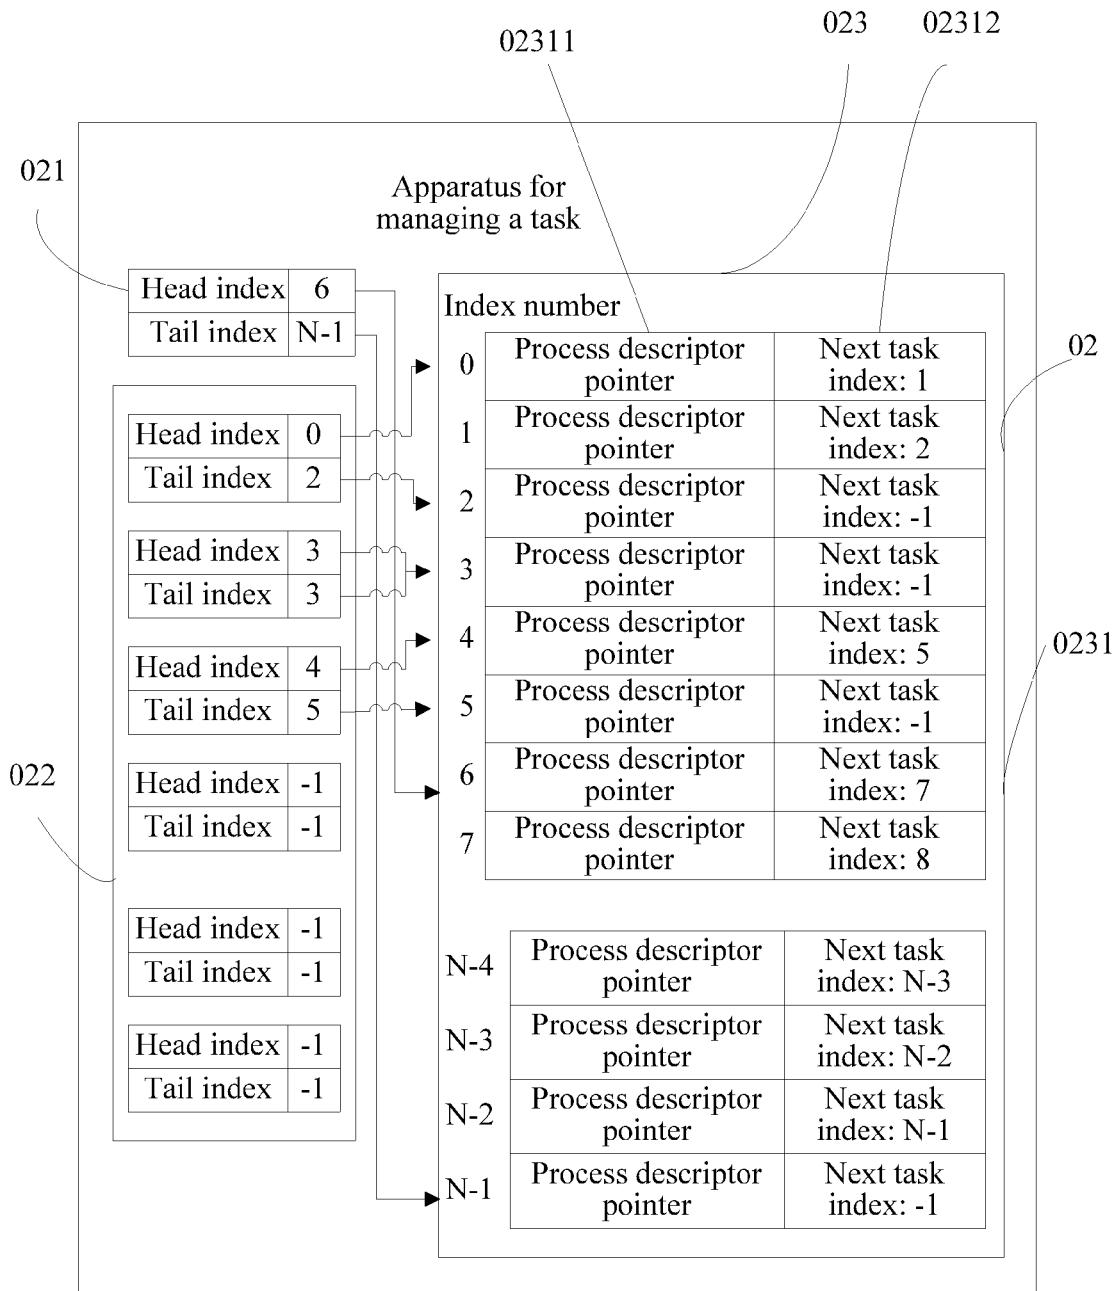 023
02312
02311
021
Apparatus for
managing a task
Head index 6
Tail index N-1
Index number
02
0 Process descriptor pointer Next task index: 1
Head index 0
Tail index 2
1 Process descriptor pointer Next task index: 2
2 Process descriptor pointer Next task index: -1
Head index 3
Tail index 3
3 Process descriptor pointer Next task index: -1
4 Process descriptor pointer Next task index: 5
0231
Head index 4
Tail index 5
5 Process descriptor pointer Next task index: -1
022
6 Process descriptor pointer Next task index: 7
Head index -1
Tail index -1
7 Process descriptor pointer Next task index: 8
Head index -1
Tail index -1
N-4 Process descriptor pointer Next task index: N-3
Head index -1
Tail index -1
N-3 Process descriptor pointer Next task index: N-2
N-2 Process descriptor pointer Next task index: N-1
N-1 Process descriptor pointer Next task index: -1